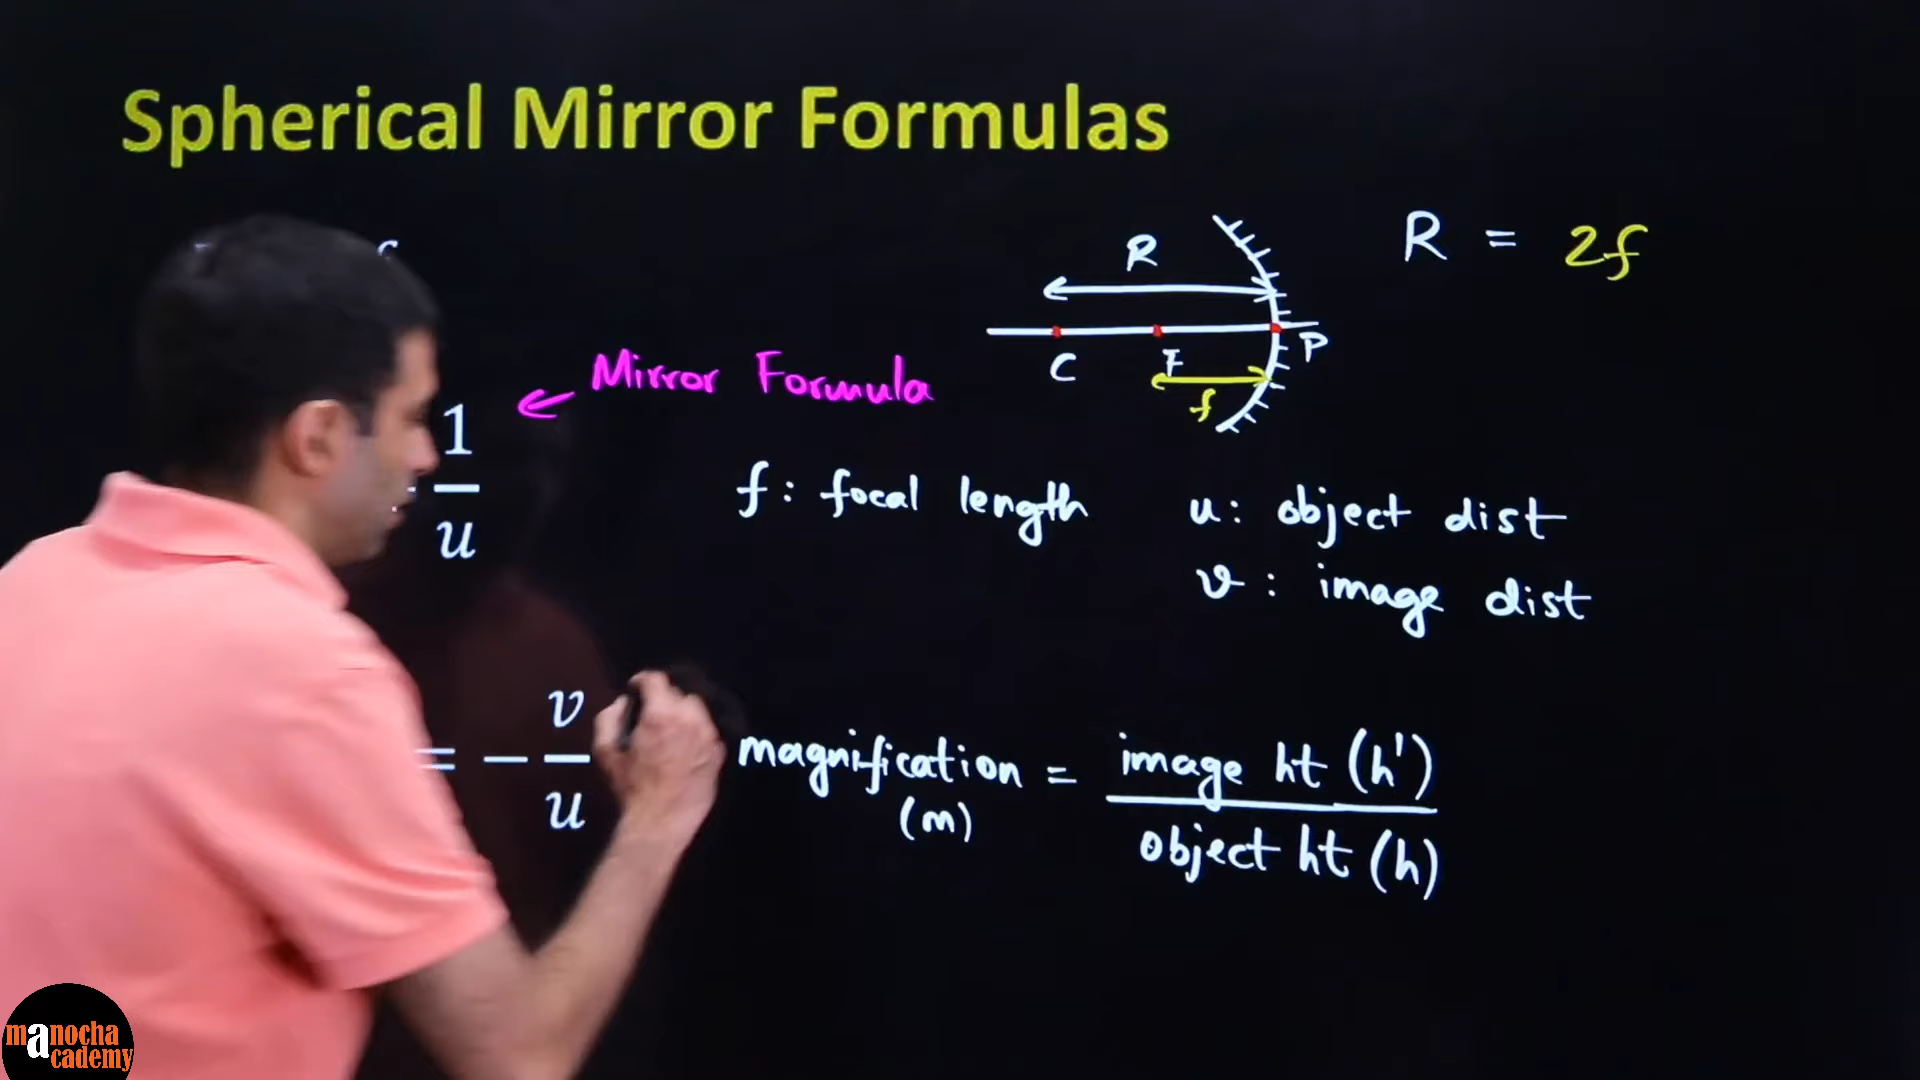 Spherical Mirror Formulas
R = 2f
R
C F P
f
← Mirror Formula
1
u
f: focal length
u: object dist
v: image dist
= − v
u
magnification = image ht (h')
(m) object ht (h)
manocha
academy